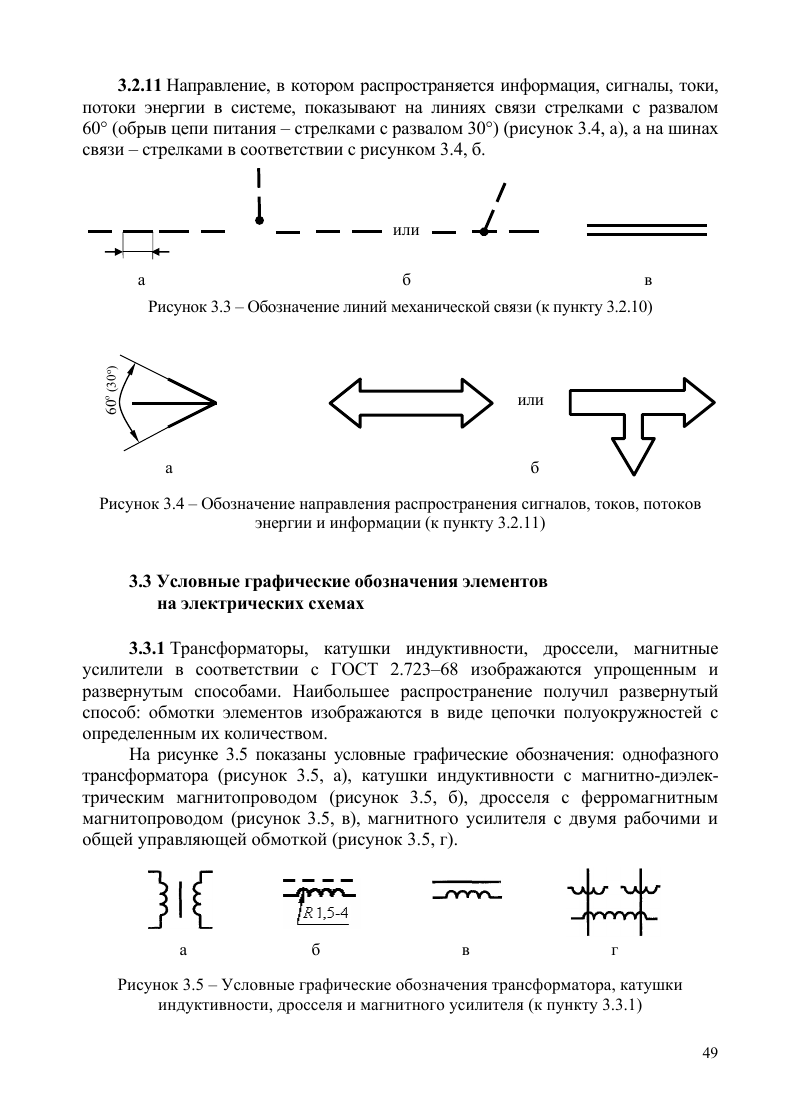 3.2.11 Направление, в котором распространяется информация, сигналы, токи,
потоки энергии в системе, показывают на линиях связи стрелками с развалом
60° (обрыв цепи питания – стрелками с развалом 30°) (рисунок 3.4, а), а на шинах
связи – стрелками в соответствии с рисунком 3.4, б.
или
а
б
в
Рисунок 3.3 – Обозначение линий механической связи (к пункту 3.2.10)
60° (30°)
или
а
б
Рисунок 3.4 – Обозначение направления распространения сигналов, токов, потоков
энергии и информации (к пункту 3.2.11)
3.3 Условные графические обозначения элементов
на электрических схемах
3.3.1 Трансформаторы, катушки индуктивности, дроссели, магнитные
усилители в соответствии с ГОСТ 2.723–68 изображаются упрощенным и
развернутым способами. Наибольшее распространение получил развернутый
способ: обмотки элементов изображаются в виде цепочки полуокружностей с
определенным их количеством.
На рисунке 3.5 показаны условные графические обозначения: однофазного
трансформатора (рисунок 3.5, а), катушки индуктивности с магнитно-диэлек-
трическим магнитопроводом (рисунок 3.5, б), дросселя с ферромагнитным
магнитопроводом (рисунок 3.5, в), магнитного усилителя с двумя рабочими и
общей управляющей обмоткой (рисунок 3.5, г).
R 1,5-4
а
б
в
г
Рисунок 3.5 – Условные графические обозначения трансформатора, катушки
индуктивности, дросселя и магнитного усилителя (к пункту 3.3.1)
49